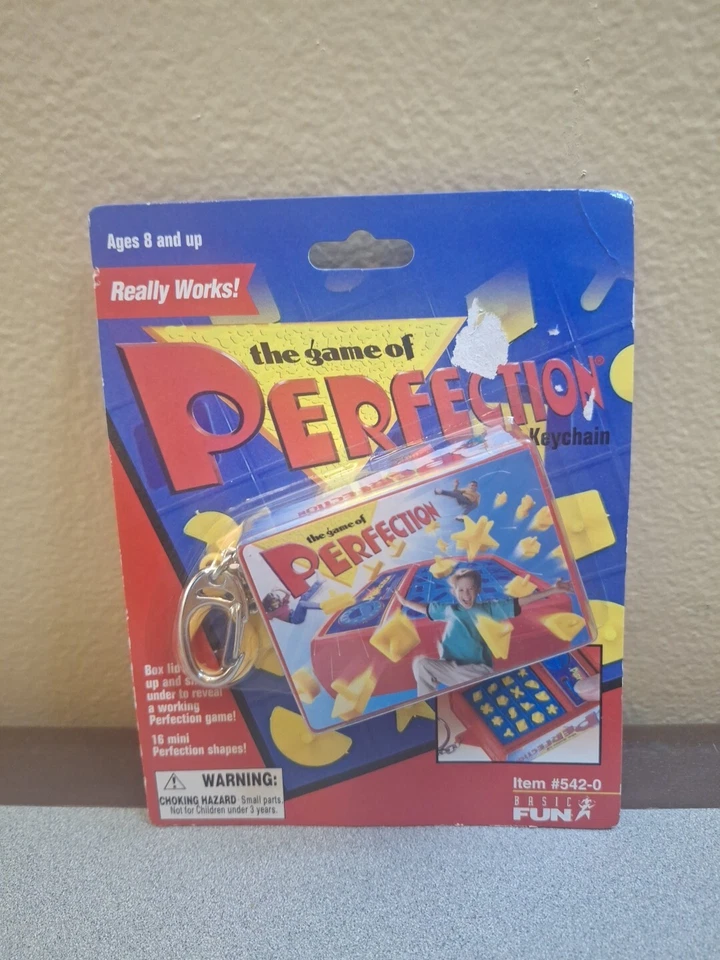 Ages 8 and up
Really Works!
the game of
PERFECTION
Keychain
PERFECTION
the game of
PERFECTION
Box lid
up and s
under to reveal
a working
Perfection game!
16 mini
Perfection shapes!
WARNING:
CHOKING HAZARD Small parts.
Not for Children under 3 years.
Item #542-0
BASIC
FUN